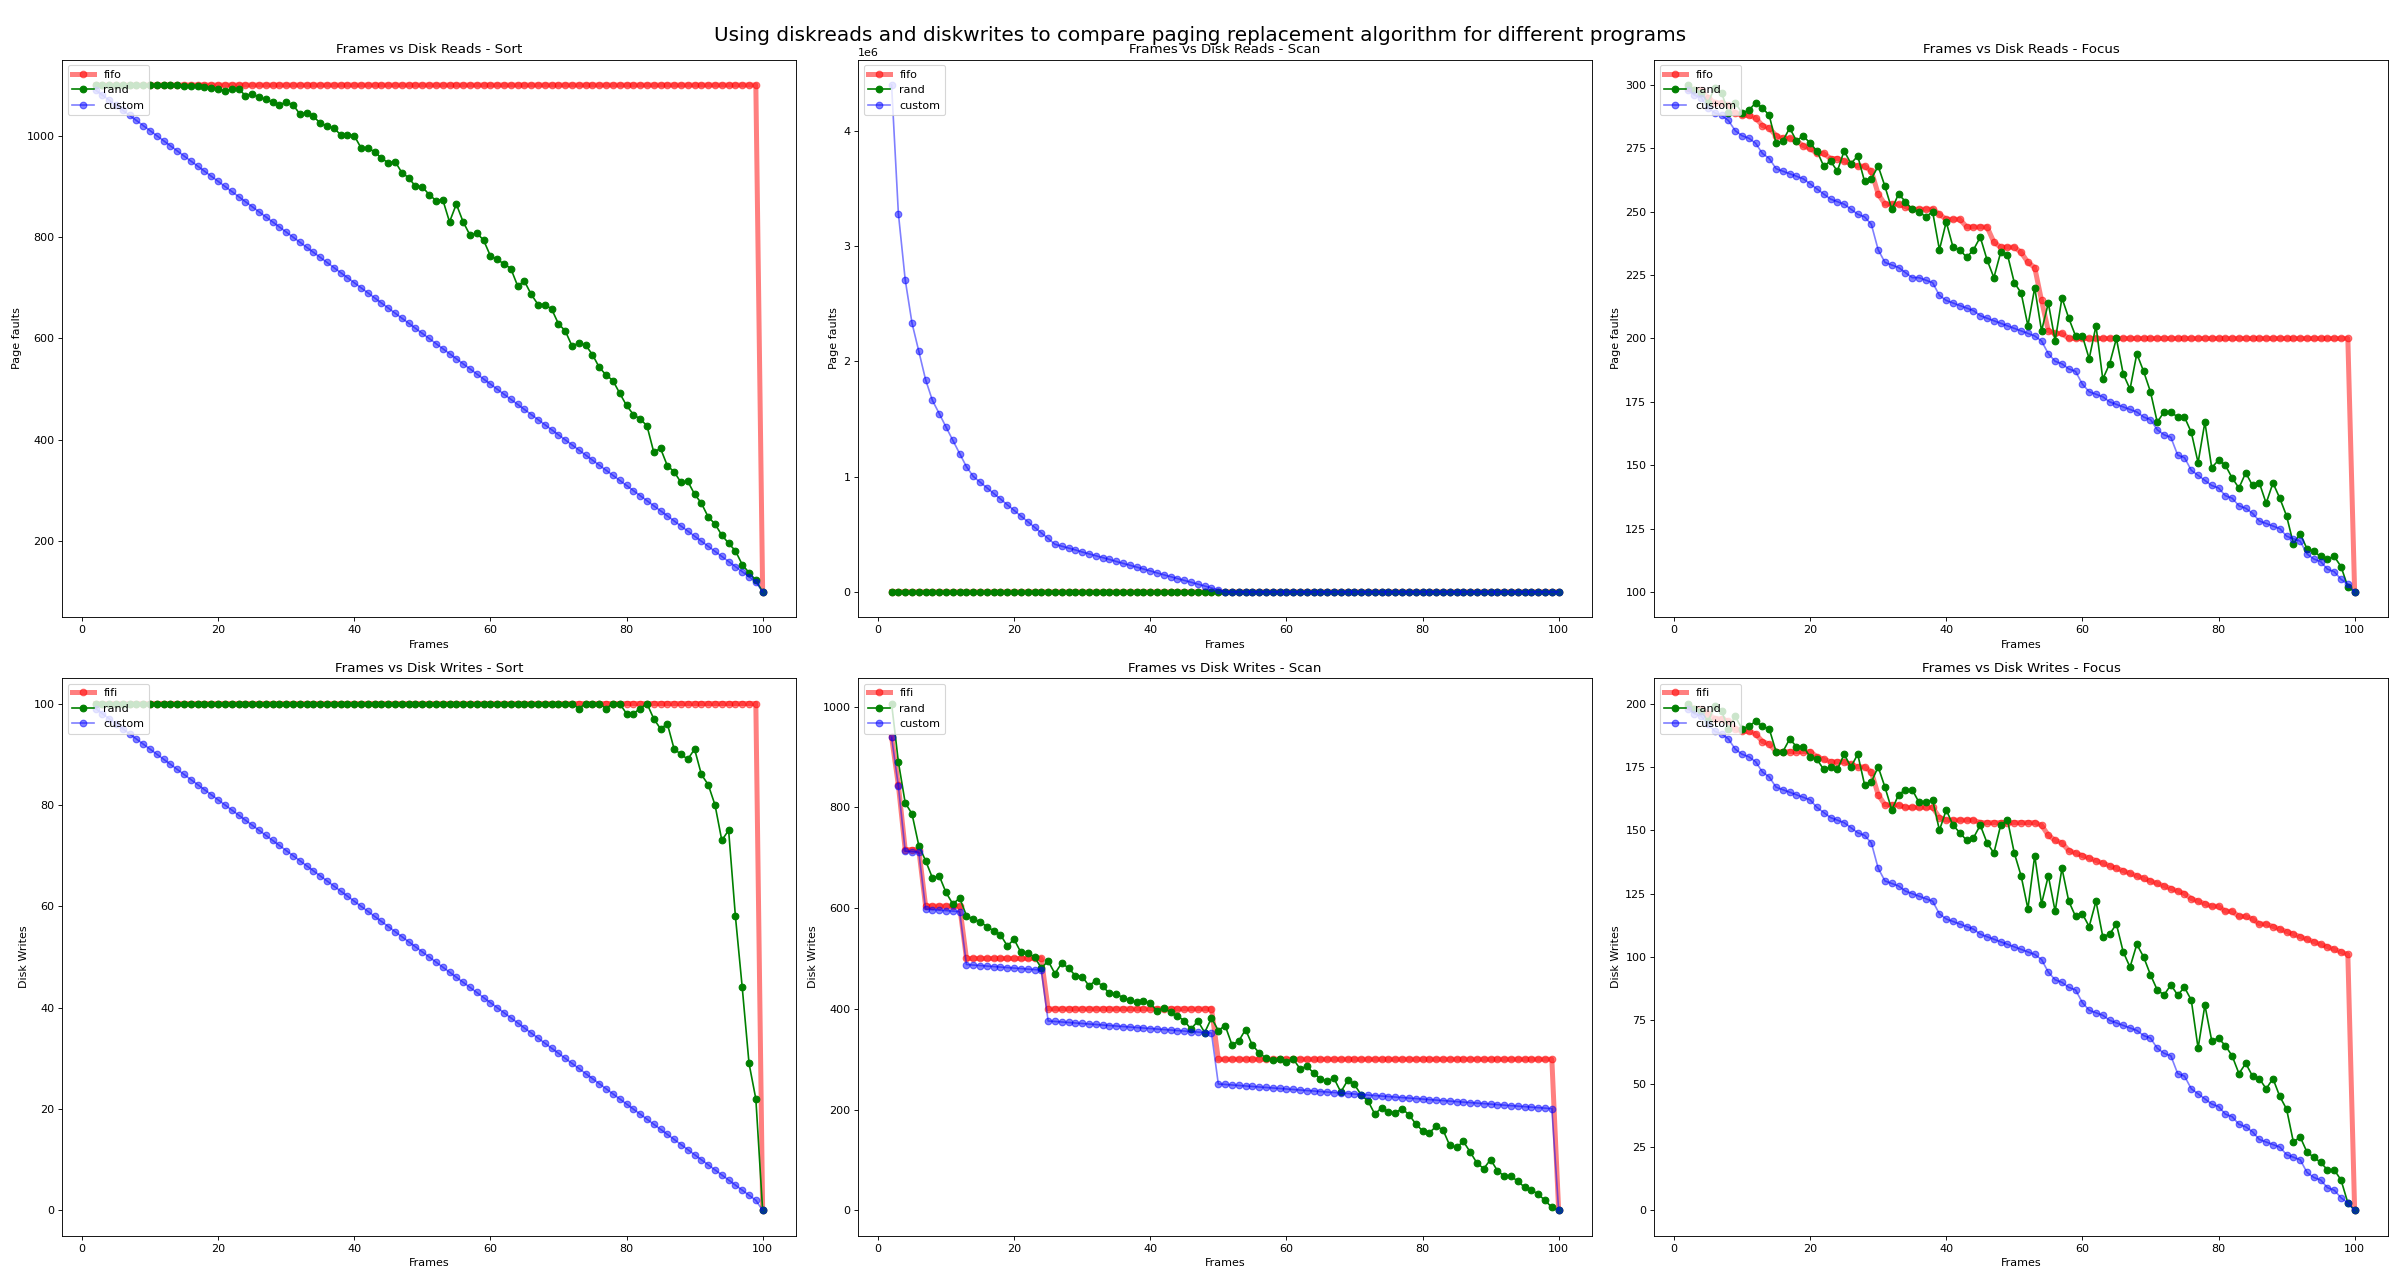 Using diskreads and diskwrites to compare paging replacement algorithm for different programs
Frames vs Disk Reads - Sort
fifo
rand
custom
Page faults
1000
800
600
400
200
0 20 40 60 80 100
Frames
Frames vs Disk Reads - Scan
1e6
fifo
rand
custom
Page faults
4
3
2
1
0
0 20 40 60 80 100
Frames
Frames vs Disk Reads - Focus
fifo
rand
custom
Page faults
300
275
250
225
200
175
150
125
100
0 20 40 60 80 100
Frames
Frames vs Disk Writes - Sort
fifi
rand
custom
Disk Writes
100
80
60
40
20
0
0 20 40 60 80 100
Frames
Frames vs Disk Writes - Scan
fifi
rand
custom
Disk Writes
1000
800
600
400
200
0
0 20 40 60 80 100
Frames
Frames vs Disk Writes - Focus
fifi
rand
custom
Disk Writes
200
175
150
125
100
75
50
25
0
0 20 40 60 80 100
Frames